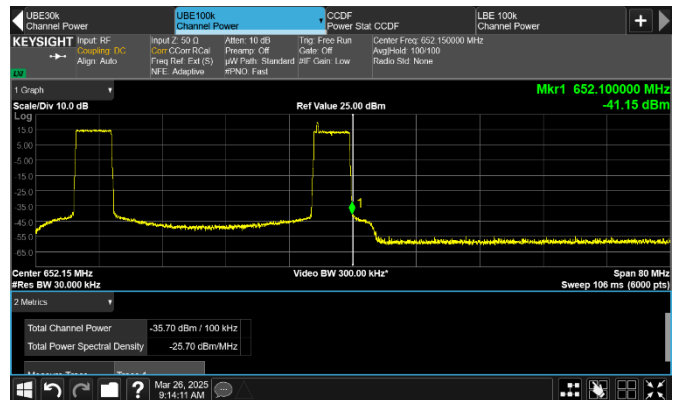 UBE30k
Channel Power
UBE100k
Channel Power
CCDF
Power Stat CCDF
LBE 100k
Channel Power
KEYSIGHT
Input: RF
Coupling: DC
Align: Auto
Input Z: 50 Ω
Corr CCorr RCal
Freq Ref: Ext (S)
NFE: Adaptive
Atten: 10 dB
Preamp: Off
µW Path: Standard
#PNO: Fast
Trig: Free Run
Gate: Off
#IF Gain: Low
Center Freq: 652.150000 MHz
Avg|Hold: 100/100
Radio Std: None
LXI
1 Graph
Mkr1 652.100000 MHz
Scale/Div 10.0 dB
Ref Value 25.00 dBm
-41.15 dBm
Log
15.0
5.00
-5.00
-15.0
-25.0
-35.0
-45.0
-55.0
-65.0
1
Center 652.15 MHz
Video BW 300.00 kHz*
Span 80 MHz
#Res BW 30.000 kHz
Sweep 106 ms (6000 pts)
2 Metrics
Total Channel Power -35.70 dBm / 100 kHz
Total Power Spectral Density -25.70 dBm/MHz
Measure Trace Trace 1
?
Mar 26, 2025
9:14:11 AM